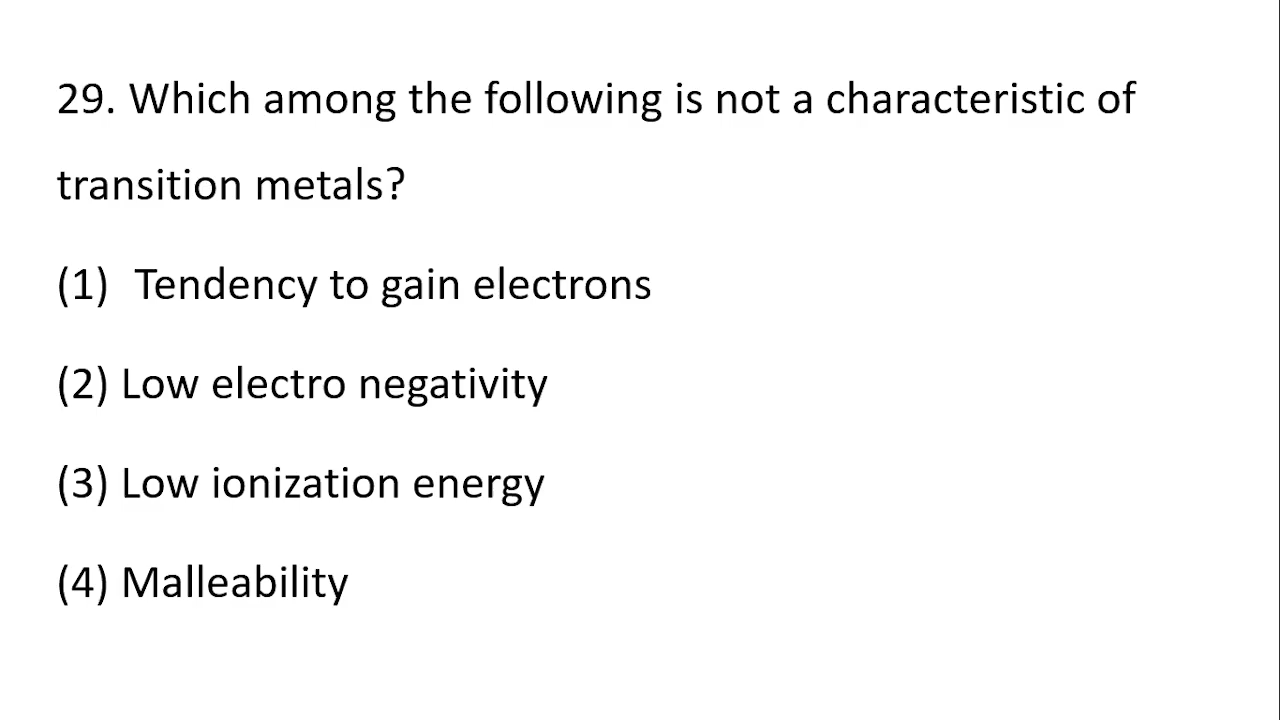 29. Which among the following is not a characteristic of
transition metals?
(1) Tendency to gain electrons
(2) Low electro negativity
(3) Low ionization energy
(4) Malleability